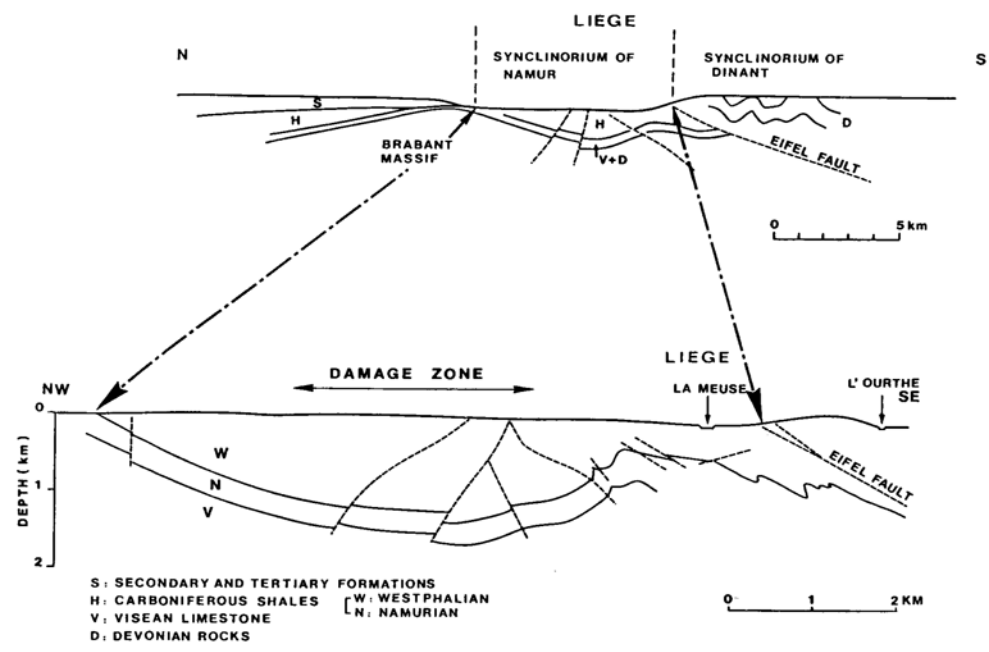 LIEGE
N
SYNCLINORIUM OF
NAMUR
SYNCLINORIUM OF
DINANT
S
S
H
BRABANT
MASSIF
H
V+D
D
EIFEL FAULT
0
5 km
LIEGE
DAMAGE ZONE
NW
LA MEUSE
L'OURTHE
SE
0
W
N
V
EIFEL FAULT
DEPTH (km)
1
2
S: SECONDARY AND TERTIARY FORMATIONS
H: CARBONIFEROUS SHALES [W: WESTPHALIAN
N: NAMURIAN
V: VISEAN LIMESTONE
D: DEVONIAN ROCKS
0 1 2 KM